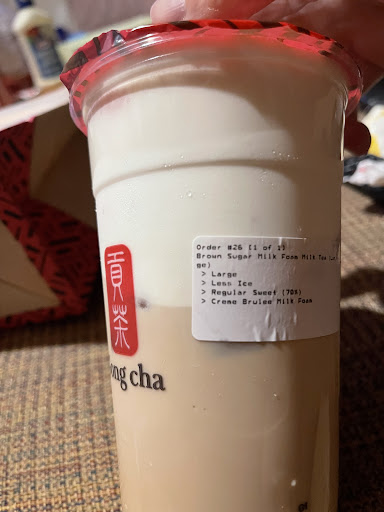 Order #26 [1 of 1]
Brown Sugar Milk Foam Milk Tea (Lar
ge)
> Large
> Less Ice
> Regular Sweet (70%)
> Creme Brulee Milk Foam
貢茶
ong cha